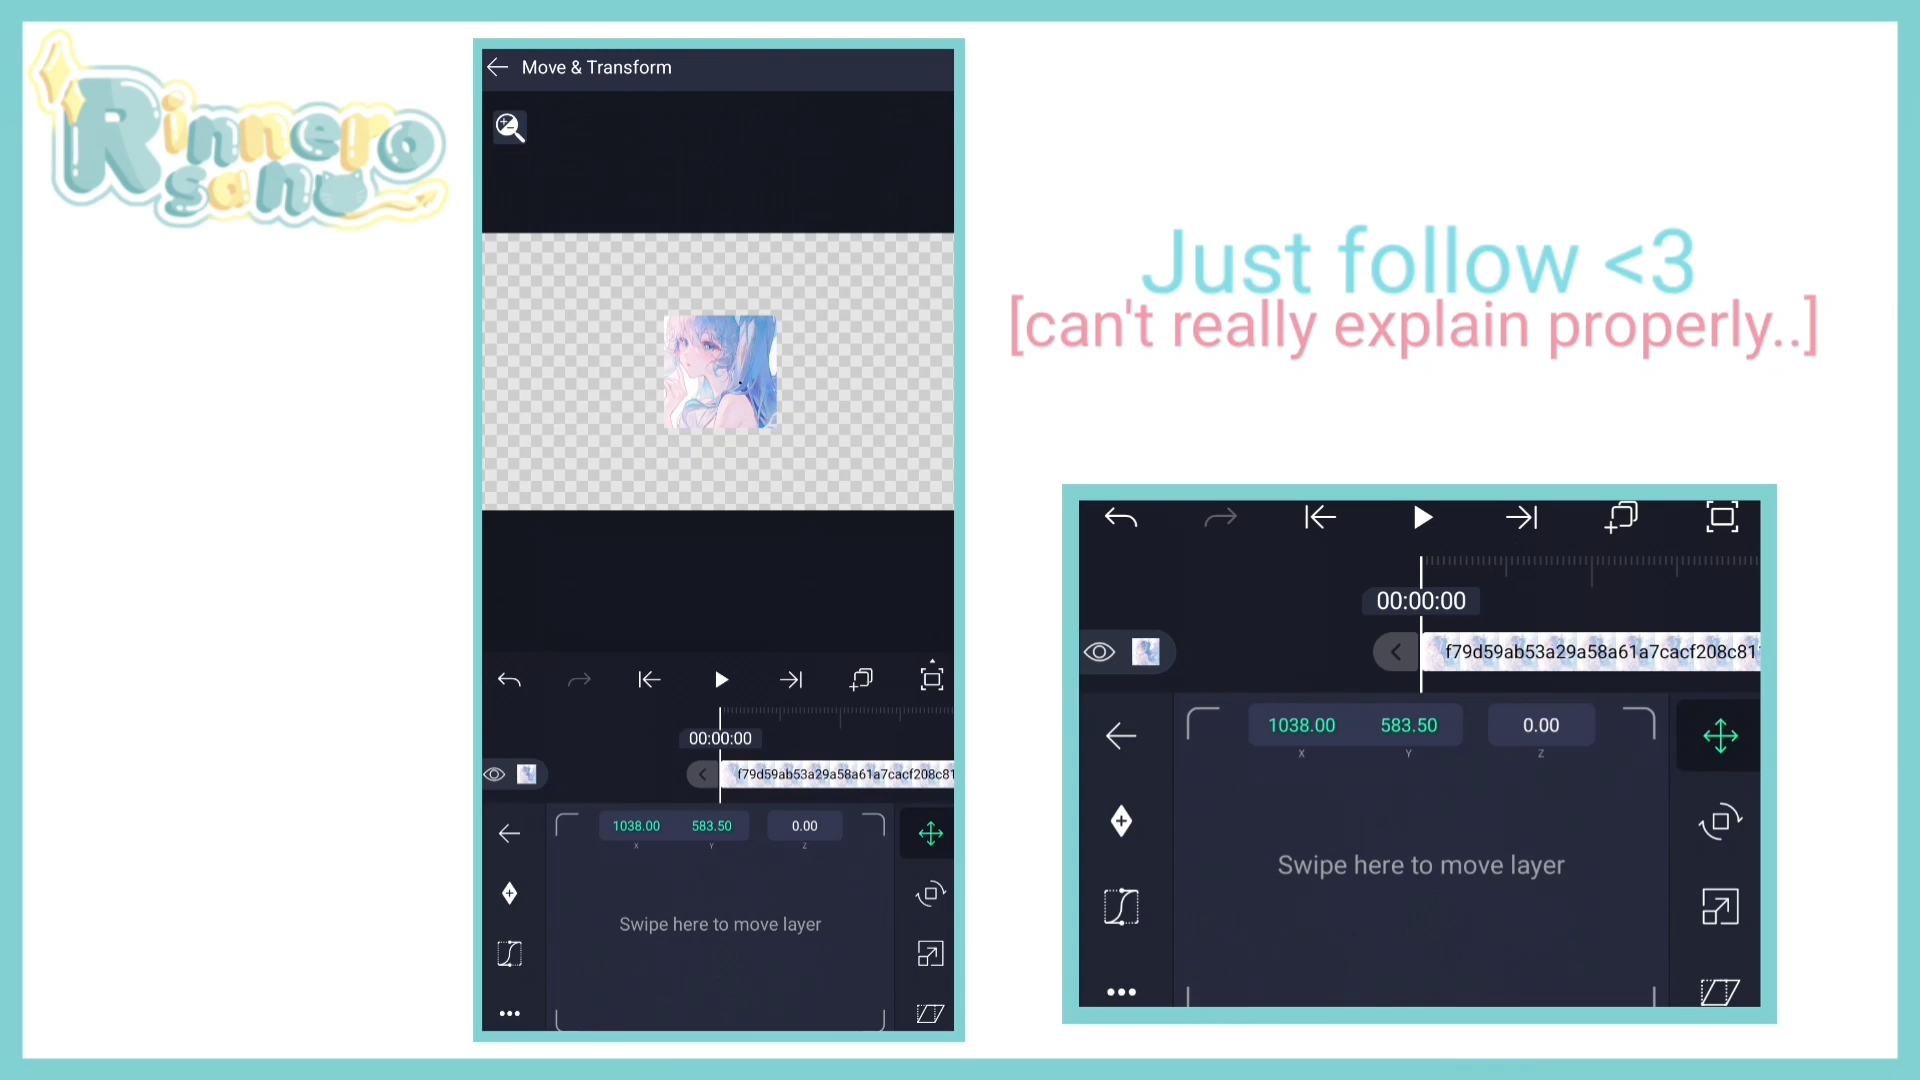 Rinnero
san
Move & Transform
00:00:00
f79d59ab53a29a58a61a7cacf208c81
1038.00 583.50 0.00
X Y Z
Swipe here to move layer
Just follow <3
[can't really explain properly..]
00:00:00
f79d59ab53a29a58a61a7cacf208c81
1038.00 583.50 0.00
X Y Z
Swipe here to move layer